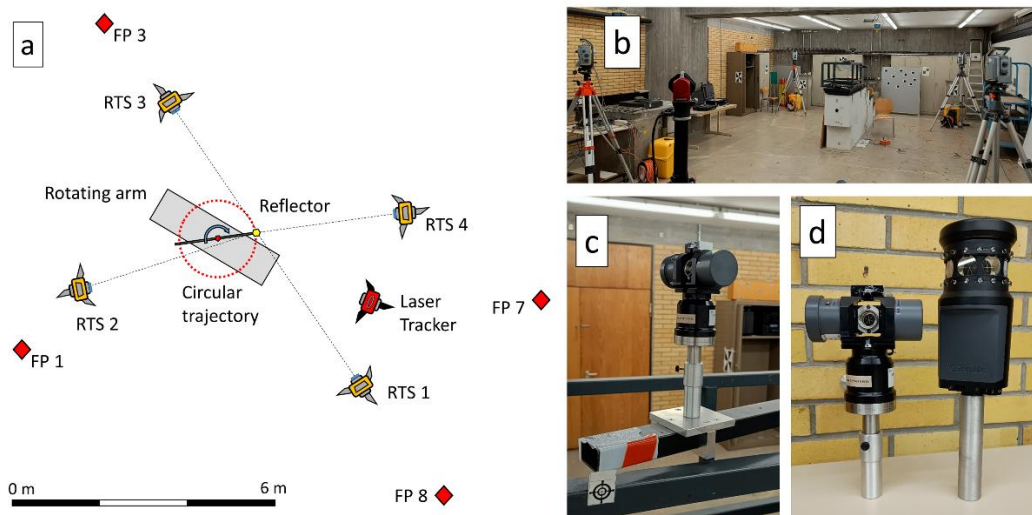 a
FP 3
RTS 3
Rotating arm
Reflector
RTS 4
RTS 2
Circular
trajectory
Laser
Tracker
FP 7
FP 1
RTS 1
0 m
6 m
FP 8
b
c
d